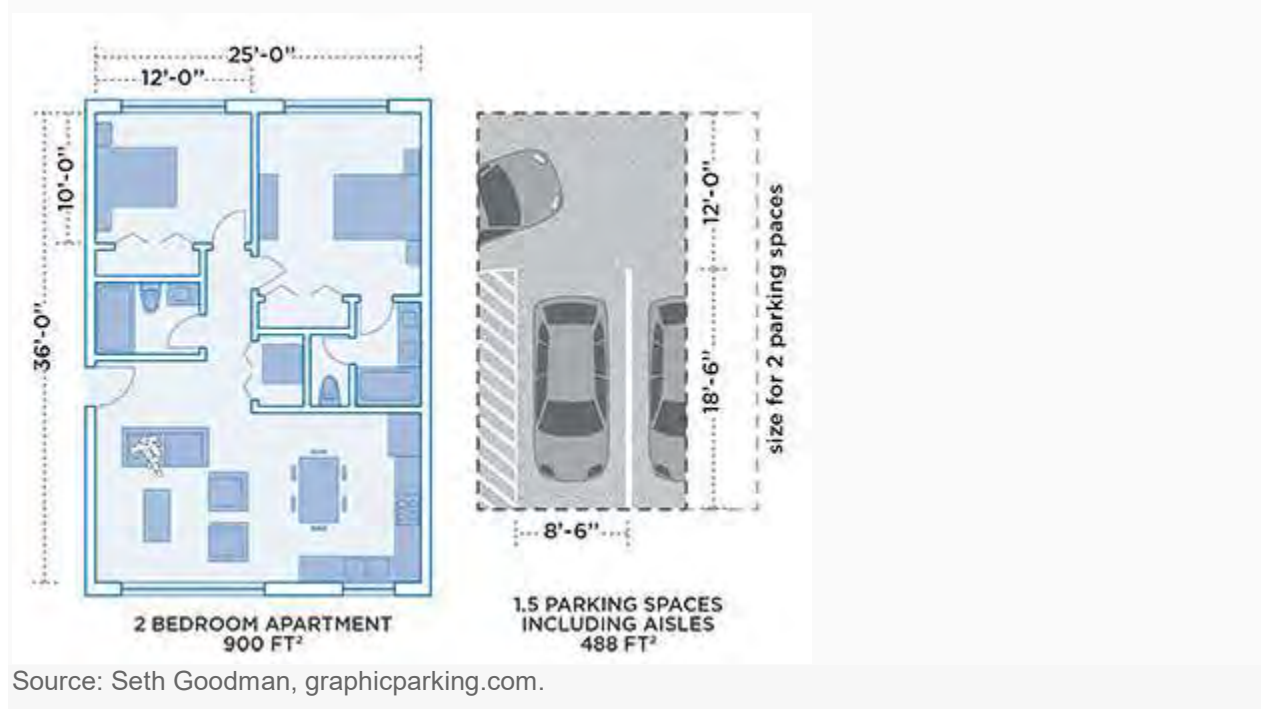 25'-0"
12'-0"
10'-0"
36'-0"
12'-0"
18'-6"
size for 2 parking spaces
8'-6"
2 BEDROOM APARTMENT
900 FT²
1.5 PARKING SPACES
INCLUDING AISLES
488 FT²
Source: Seth Goodman, graphicparking.com.